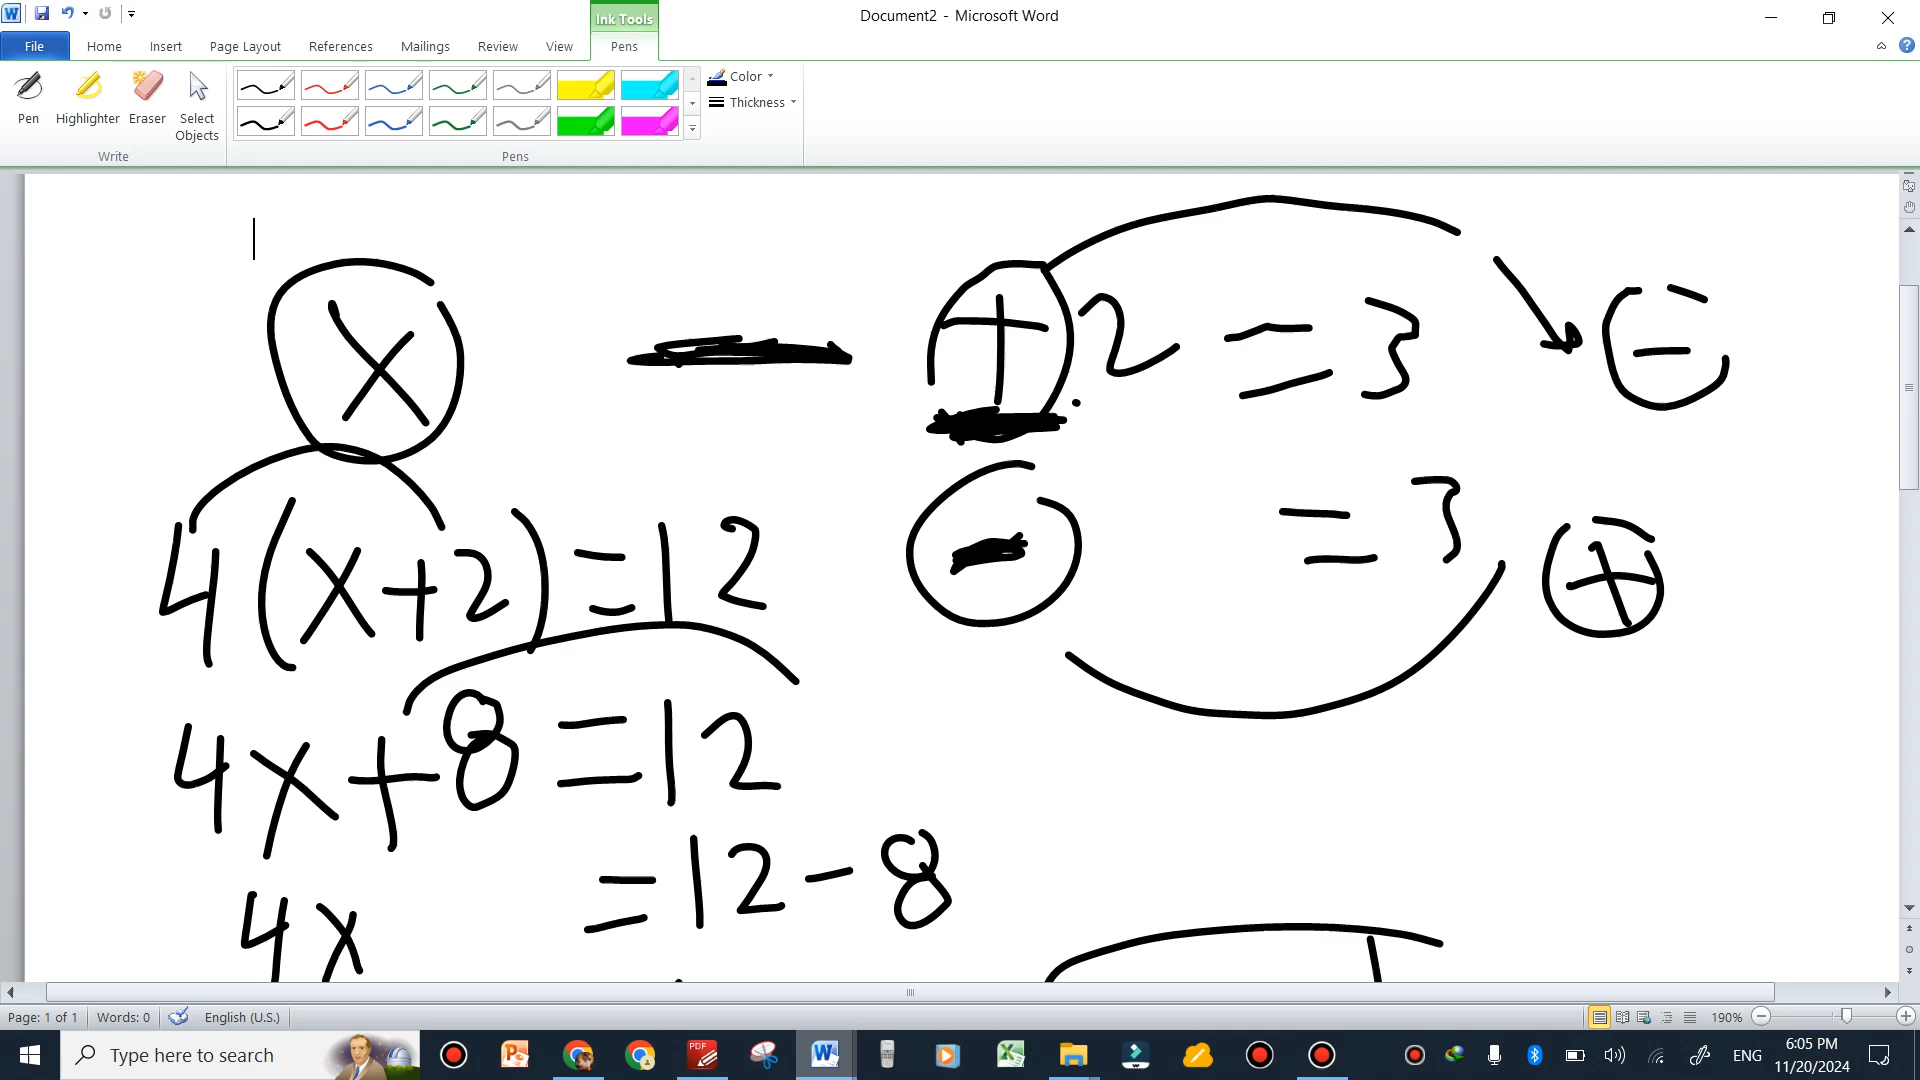 Document2 - Microsoft Word
Ink Tools
File Home Insert Page Layout References Mailings Review View Pens
Pen Highlighter Eraser Select Objects
Color
Thickness
Write Pens
x + 2 = 3 -
4(x+2)=12 - = 3 +
4x+8=12
=12-8
4x
Page: 1 of 1 Words: 0 English (U.S.) 190%
Type here to search
PDF
ENG
6:05 PM
11/20/2024